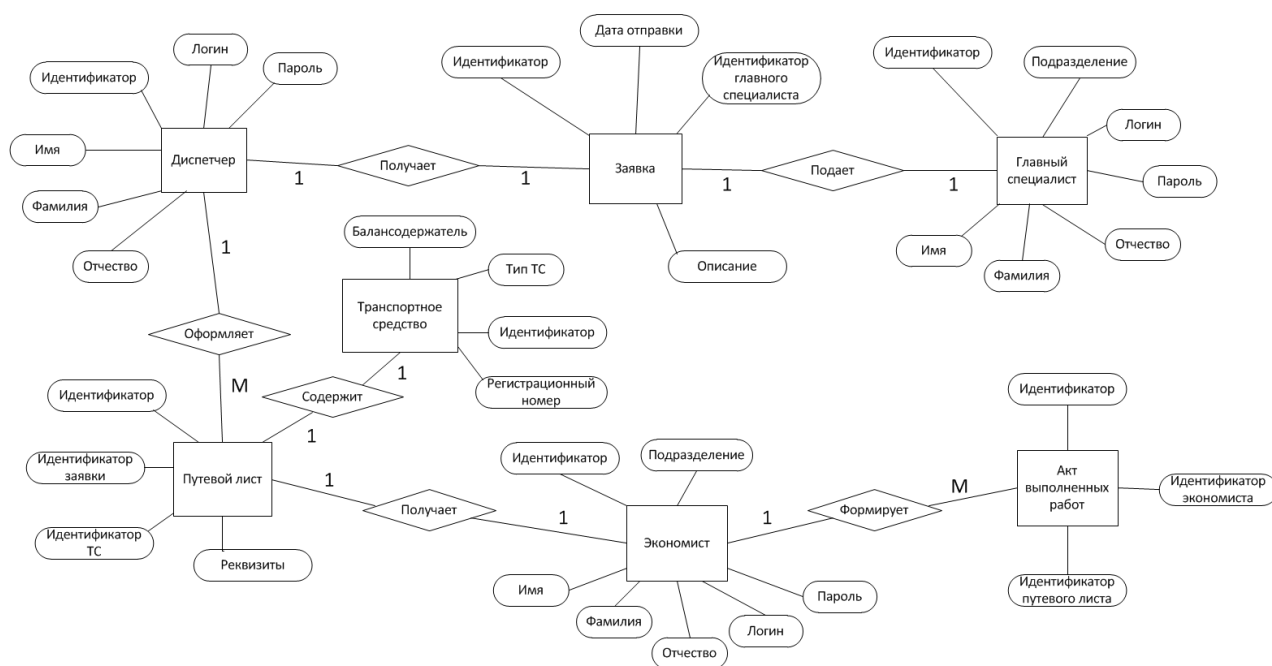 Дата отправки
Логин
Идентификатор
Пароль
Идентификатор
Идентификатор
главного
специалиста
Идентификатор
Подразделение
Логин
Имя
Диспетчер
Получает
1
1
Заявка
Подает
1
1
Главный
специалист
Пароль
Фамилия
Отчество
1
Балансодержатель
Тип ТС
Описание
Имя
Фамилия
Отчество
Транспортное
средство
Идентификатор
Регистрационный
номер
Оформляет
М
1
Содержит
1
Идентификатор
Идентификатор
заявки
Идентификатор
ТС
Путевой лист
Реквизиты
1
Получает
1
Идентификатор
Подразделение
Экономист
1
Формирует
М
Идентификатор
Акт
выполненных
работ
Идентификатор
экономиста
Идентификатор
путевого листа
Имя
Фамилия
Отчество
Логин
Пароль